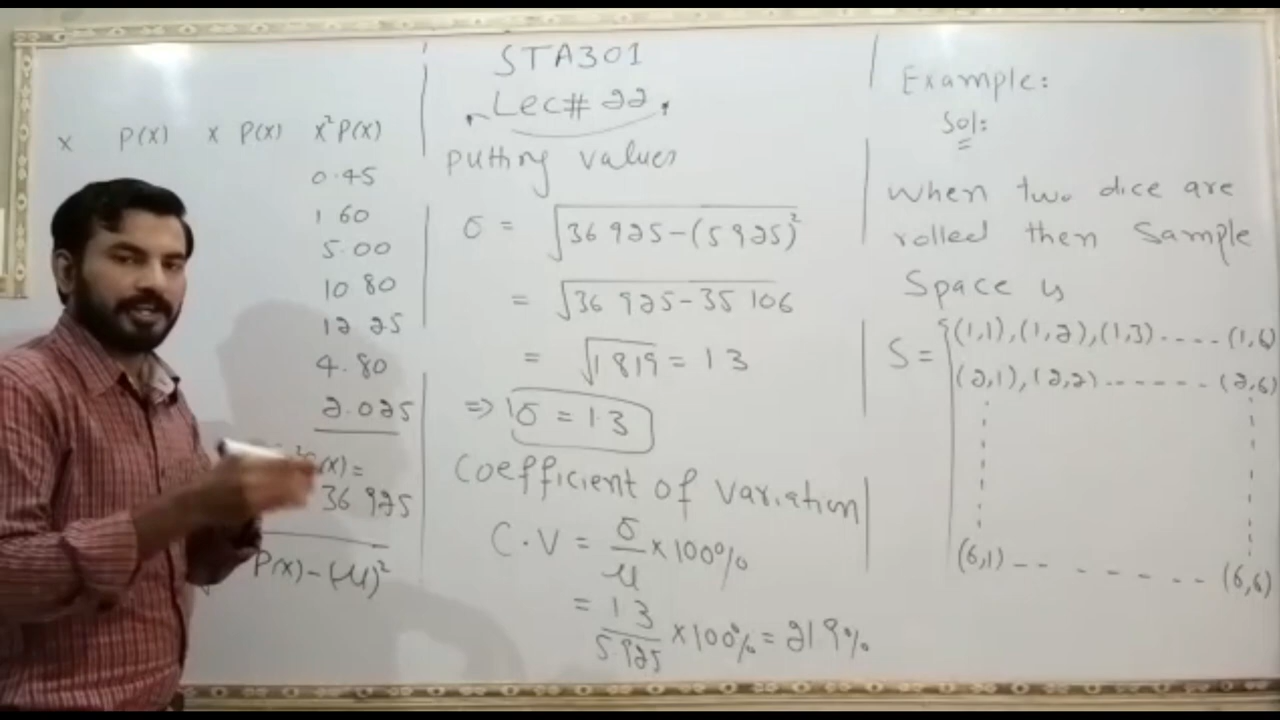 STA301
Lec# 22
x P(x) x P(x) x²P(x)
0.45
1 60
5.00
10 80
12 25
4.80
2.025
²P(x) =
36 925
P(x) - (μ)²
putting values
σ = √36 925 - (5 925)²
= √36 925 - 35 106
= √1 819 = 1 3
⇒ σ = 1.3
Coefficient of variation
C.V = σ/μ × 100%
= 1 3/5 925 × 100% = 21 9%
Example:
Sol:
When two dice are
rolled then Sample
Space is
S = {(1,1),(1,2),(1,3)....(1,6)
(2,1),(2,2)------(2,6)
(6,1)-- - - - - --(6,6)